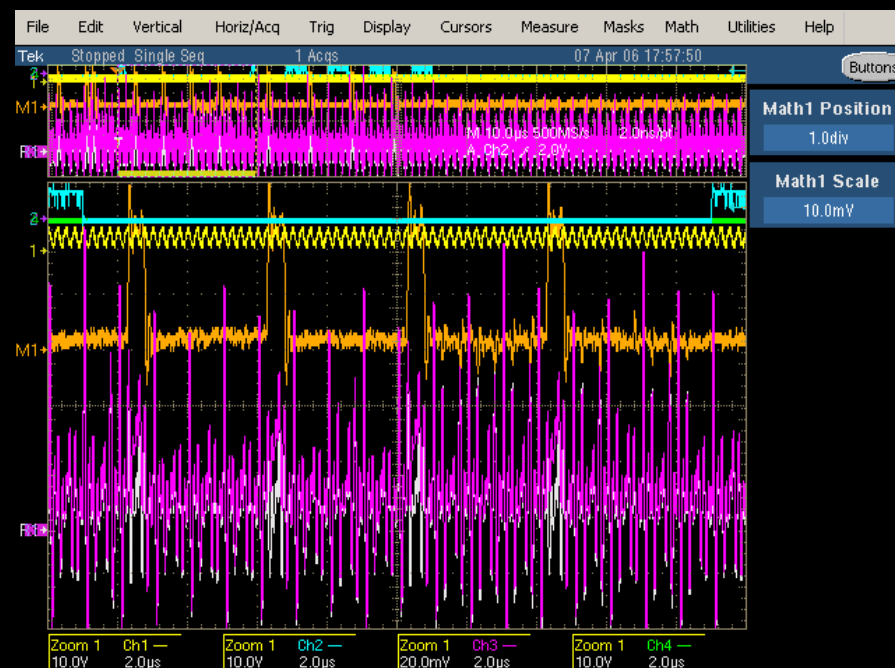 File Edit Vertical Horiz/Acq Trig Display Cursors Measure Masks Math Utilities Help
Tek Stopped Single Seq 1 Acqs 07 Apr 06 17:57:50
Buttons
M1
Math1 Position
1.0div
M 10.0µs 500MS/s 2.0ns/pt
A Ch2 2.0V
Math1 Scale
10.0mV
1
M1
Zoom 1 Ch1 Zoom 1 Ch2 Zoom 1 Ch3 Zoom 1 Ch4
10.0V 2.0µs 10.0V 2.0µs 20.0mV 2.0µs 10.0V 2.0µs